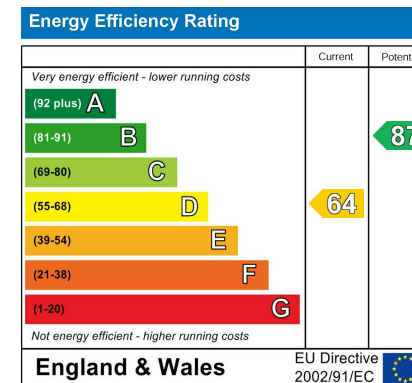 Energy Efficiency Rating
Current Potent
Very energy efficient - lower running costs
(92 plus) A
(81-91) B
87
(69-80) C
(55-68) D
64
(39-54) E
(21-38) F
(1-20) G
Not energy efficient - higher running costs
England & Wales
EU Directive
2002/91/EC